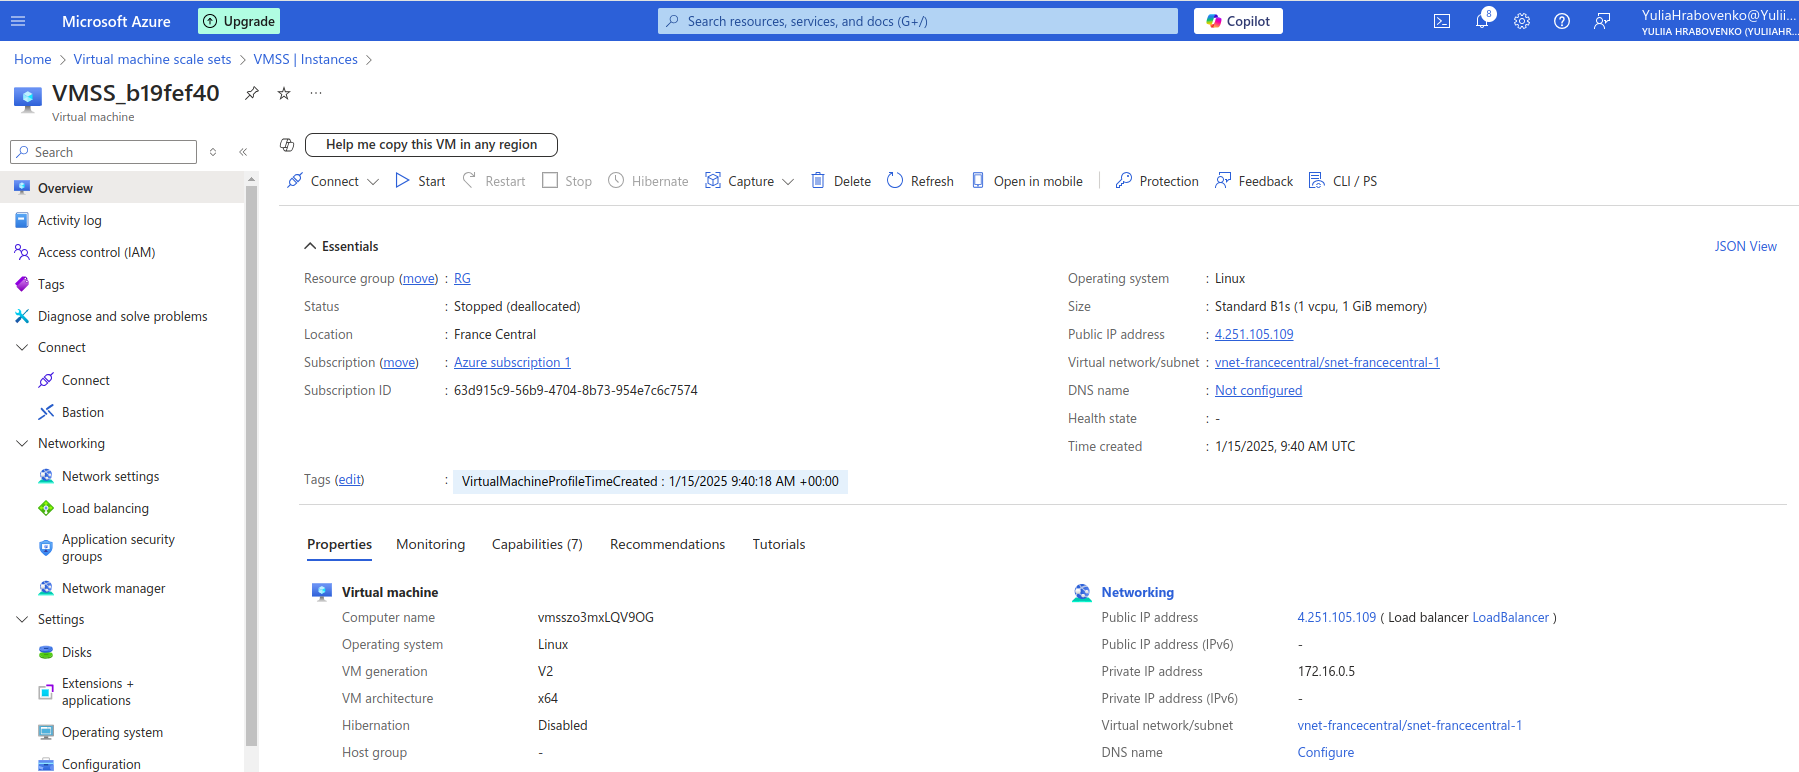 Microsoft Azure
Upgrade
Search resources, services, and docs (G+/)
Copilot
8
YuliaHrabovenko@Yulii...
YULIIA HRABOVENKO (YULIIAHR...
Home > Virtual machine scale sets > VMSS | Instances >
VMSS_b19fef40
Virtual machine
Search
Help me copy this VM in any region
Connect
Start
Restart
Stop
Hibernate
Capture
Delete
Refresh
Open in mobile
Protection
Feedback
CLI / PS
Overview
Activity log
Access control (IAM)
Tags
Diagnose and solve problems
Connect
Connect
Bastion
Networking
Network settings
Load balancing
Application security
groups
Network manager
Settings
Disks
Extensions +
applications
Operating system
Configuration
Essentials
JSON View
Resource group (move) : RG
Status : Stopped (deallocated)
Location : France Central
Subscription (move) : Azure subscription 1
Subscription ID : 63d915c9-56b9-4704-8b73-954e7c6c7574
Operating system : Linux
Size : Standard B1s (1 vcpu, 1 GiB memory)
Public IP address : 4.251.105.109
Virtual network/subnet : vnet-francecentral/snet-francecentral-1
DNS name : Not configured
Health state : -
Time created : 1/15/2025, 9:40 AM UTC
Tags (edit) : VirtualMachineProfileTimeCreated : 1/15/2025 9:40:18 AM +00:00
Properties
Monitoring
Capabilities (7)
Recommendations
Tutorials
Virtual machine
Computer name vmsszo3mxLQV9OG
Operating system Linux
VM generation V2
VM architecture x64
Hibernation Disabled
Host group -
Networking
Public IP address 4.251.105.109 ( Load balancer LoadBalancer )
Public IP address (IPv6) -
Private IP address 172.16.0.5
Private IP address (IPv6) -
Virtual network/subnet vnet-francecentral/snet-francecentral-1
DNS name Configure